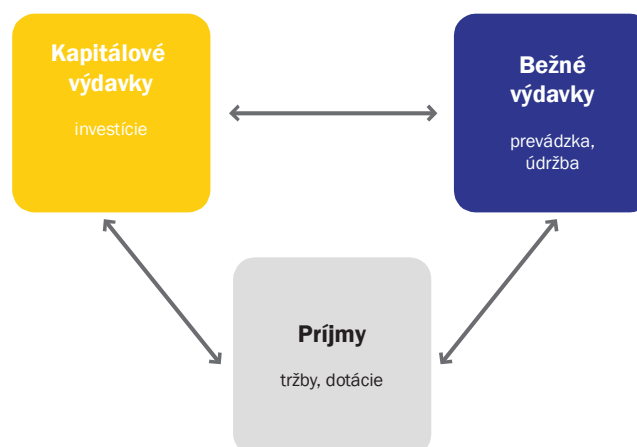 Kapitálové
výdavky
investície
Bežné
výdavky
prevádzka,
údržba
Príjmy
tržby, dotácie